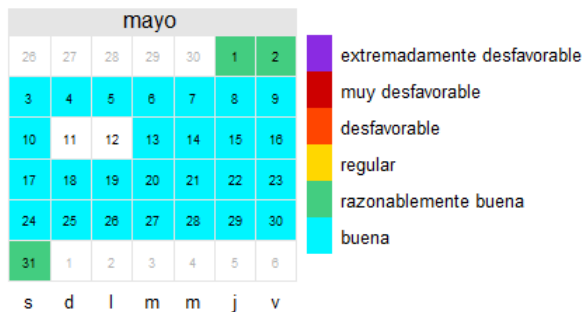 mayo
26 27 28 29 30 1 2
3 4 5 6 7 8 9
10 11 12 13 14 15 16
17 18 19 20 21 22 23
24 25 26 27 28 29 30
31 1 2 3 4 5 6
s d l m m j v
extremadamente desfavorable
muy desfavorable
desfavorable
regular
razonablemente buena
buena